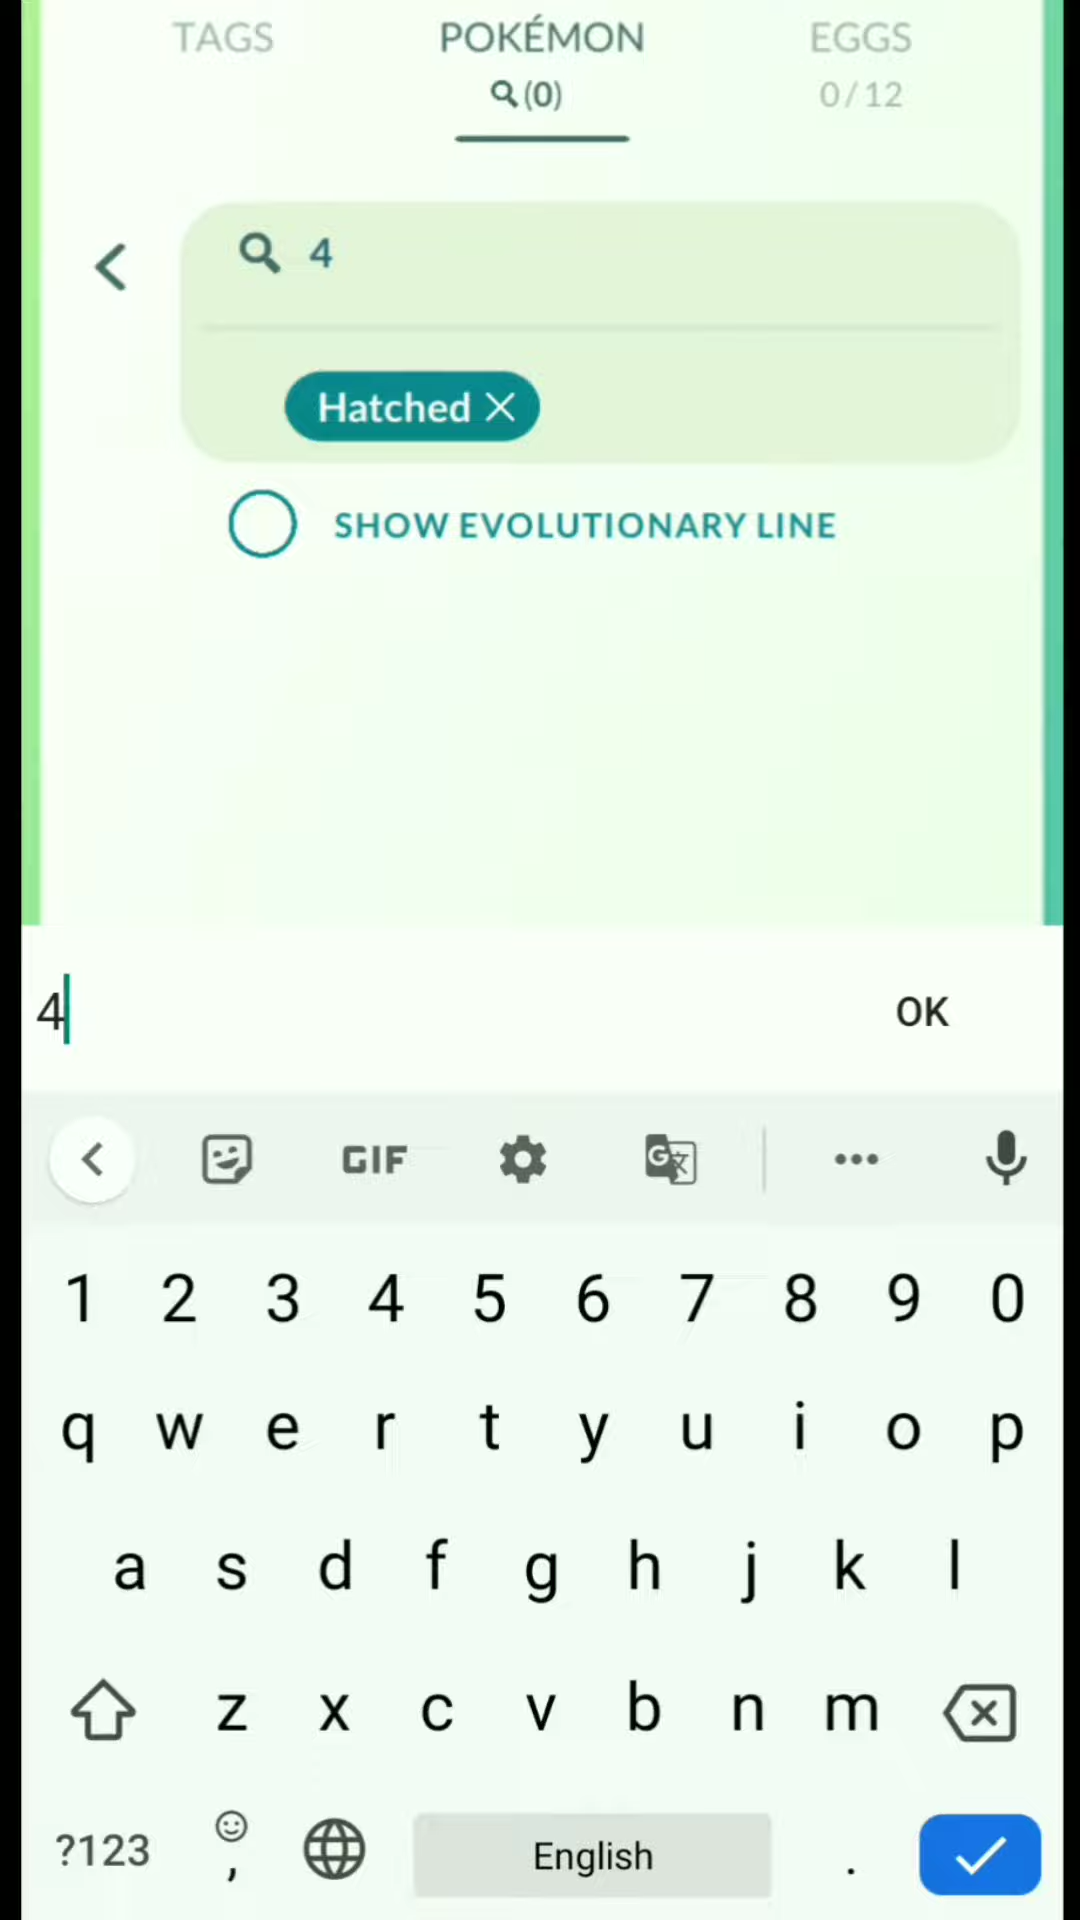 TAGS POKÉMON EGGS
(0) 0/12
4
Hatched
SHOW EVOLUTIONARY LINE
4 OK
GIF G 文 ...
1 2 3 4 5 6 7 8 9 0
q w e r t y u i o p
a s d f g h j k l
z x c v b n m
?123 , English .